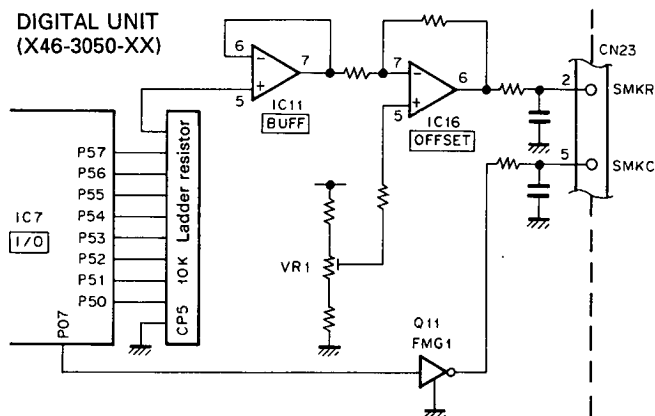 DIGITAL UNIT
(X46-3050-XX)
6
7
5
IC11
BUFF
7
6
5
IC16
OFFSET
CN23
2
SMKR
5
SMKC
P57
P56
P55
P54
P53
P52
P51
P50
IC7
I/O
P07
CP5 10K Ladder resistor
VR1
Q11
FMG1